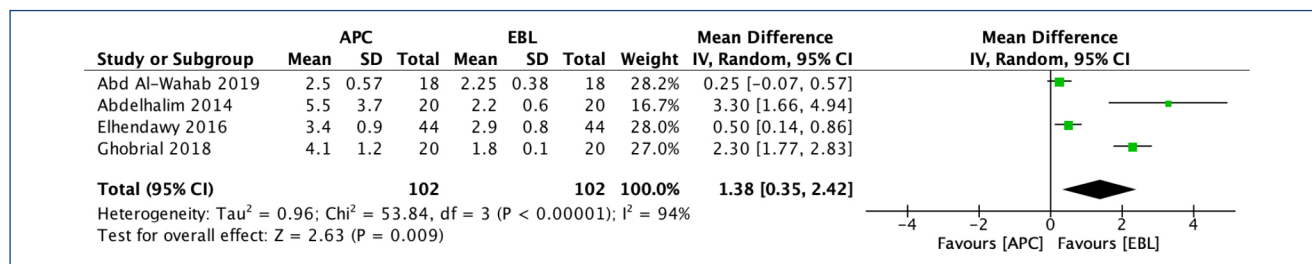 APC EBL Mean Difference Mean Difference
Study or Subgroup Mean SD Total Mean SD Total Weight IV, Random, 95% CI IV, Random, 95% CI
Abd Al-Wahab 2019 2.5 0.57 18 2.25 0.38 18 28.2% 0.25 [-0.07, 0.57]
Abdelhalim 2014 5.5 3.7 20 2.2 0.6 20 16.7% 3.30 [1.66, 4.94]
Elhendawy 2016 3.4 0.9 44 2.9 0.8 44 28.0% 0.50 [0.14, 0.86]
Ghobrial 2018 4.1 1.2 20 1.8 0.1 20 27.0% 2.30 [1.77, 2.83]
Total (95% CI) 102 102 100.0% 1.38 [0.35, 2.42]
Heterogeneity: Tau² = 0.96; Chi² = 53.84, df = 3 (P < 0.00001); I² = 94%
Test for overall effect: Z = 2.63 (P = 0.009)
-4 -2 0 2 4
Favours [APC] Favours [EBL]